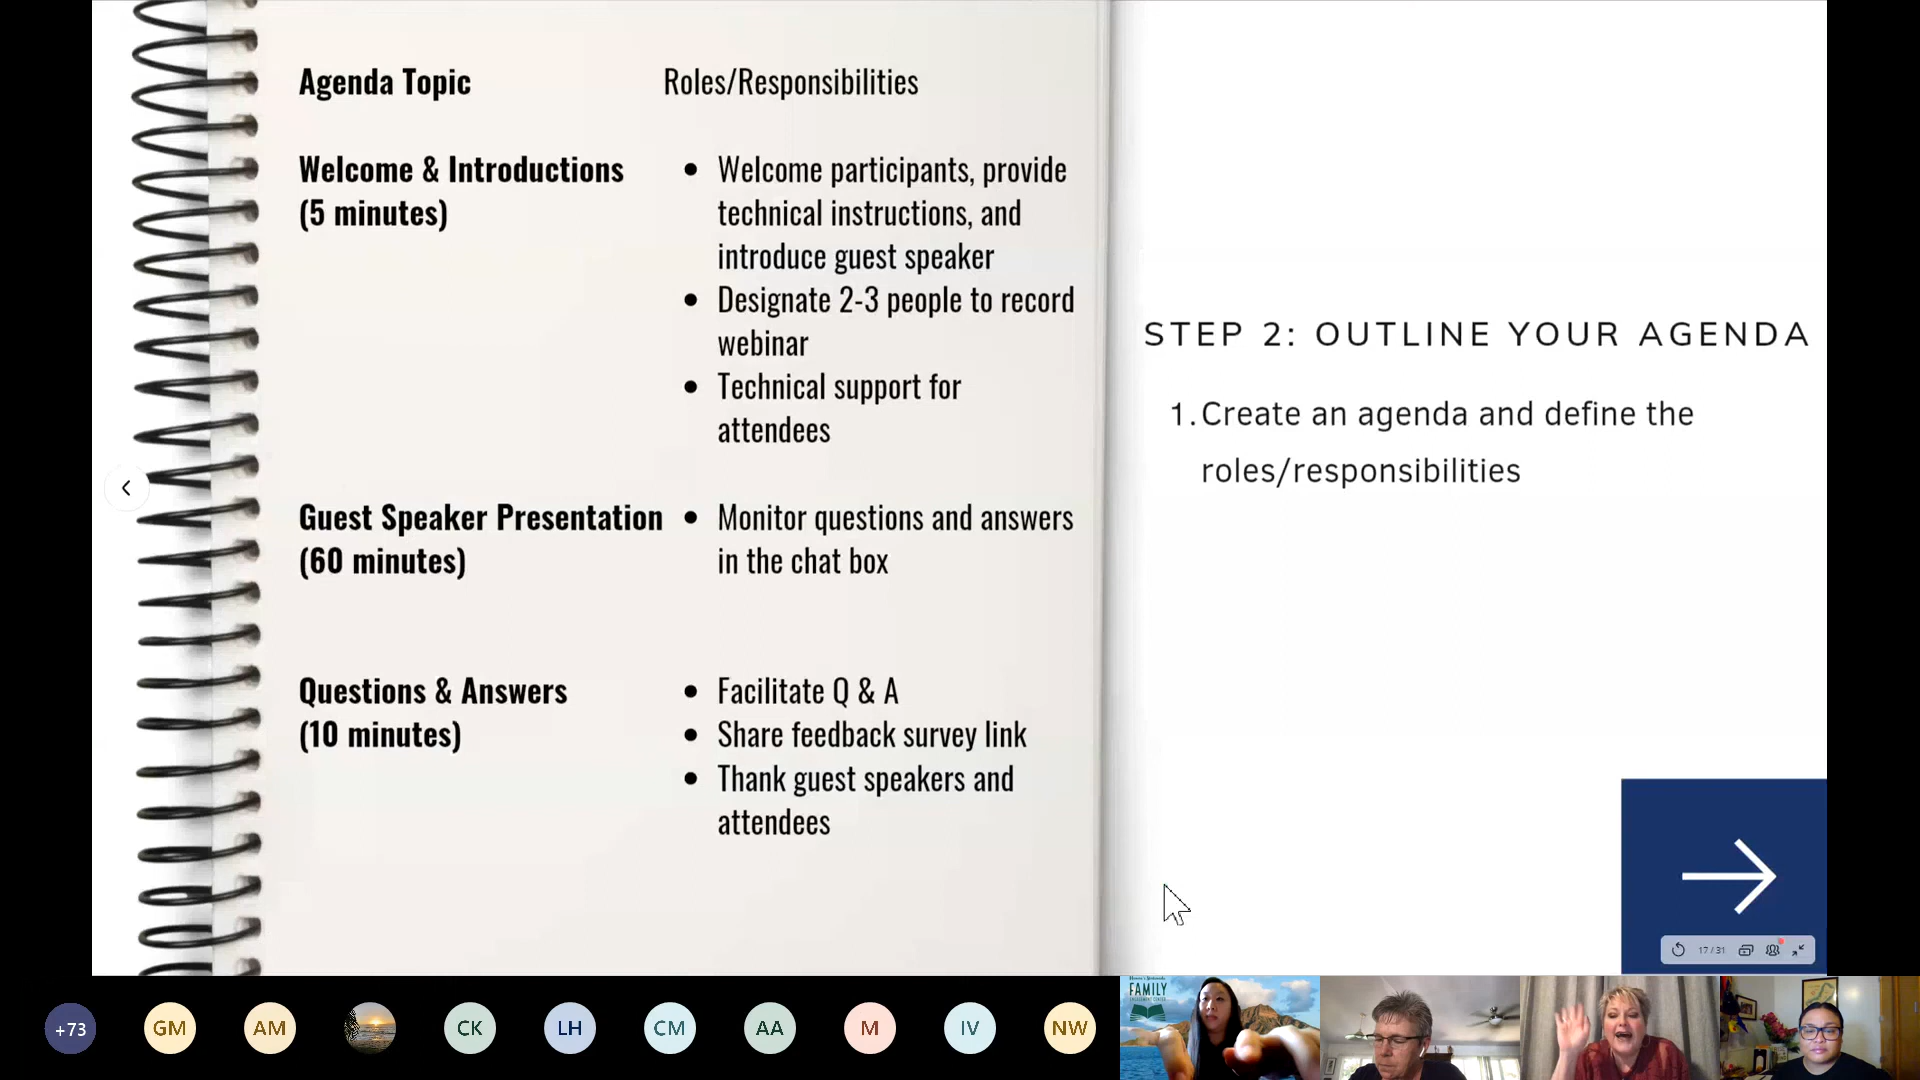 Agenda Topic
Roles/Responsibilities
Welcome & Introductions
(5 minutes)
Welcome participants, provide
technical instructions, and
introduce guest speaker
Designate 2-3 people to record
webinar
Technical support for
attendees
Guest Speaker Presentation
(60 minutes)
Monitor questions and answers
in the chat box
Questions & Answers
(10 minutes)
Facilitate Q & A
Share feedback survey link
Thank guest speakers and
attendees
STEP 2: OUTLINE YOUR AGENDA
1. Create an agenda and define the
roles/responsibilities
17/31
+73
GM
AM
CK
LH
CM
AA
M
IV
NW
FAMILY